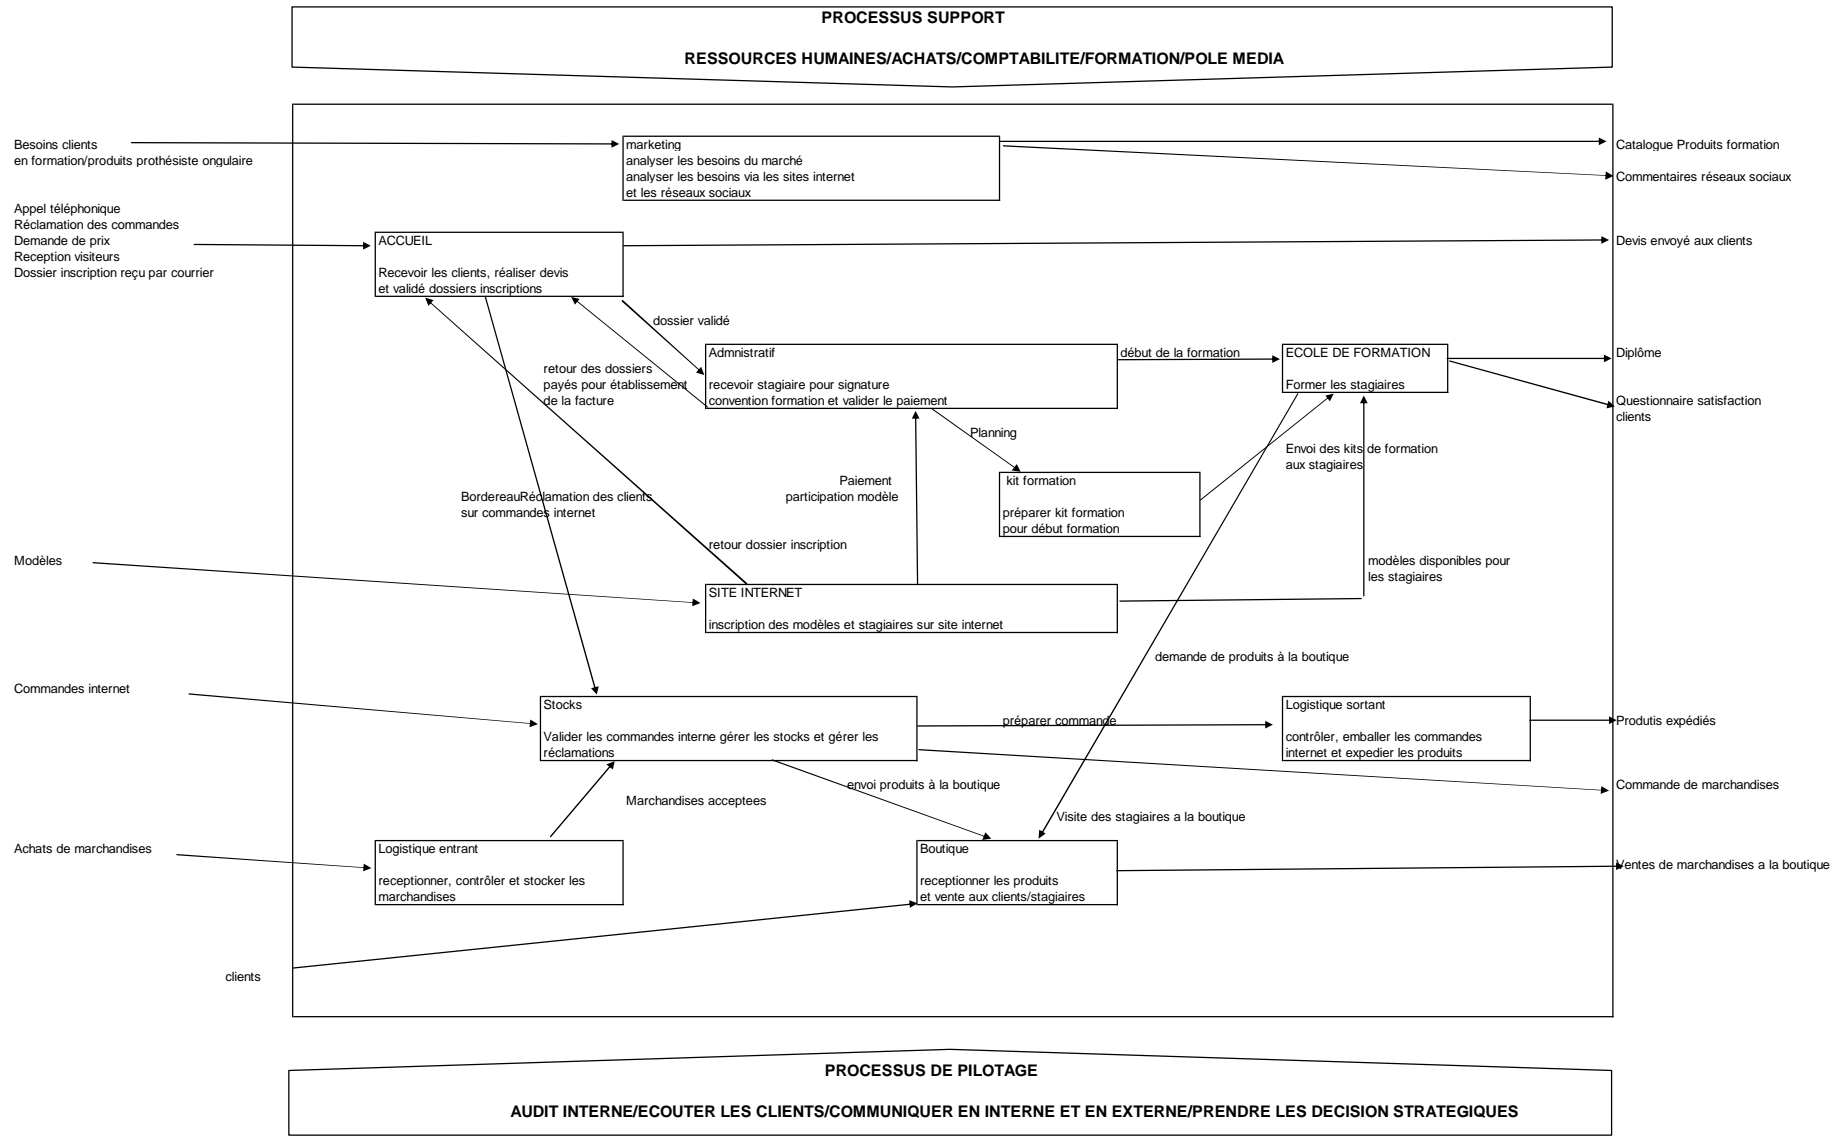 PROCESSUS SUPPORT
RESSOURCES HUMAINES/ACHATS/COMPTABILITE/FORMATION/POLE MEDIA
Besoins clients
en formation/produits prothésiste ongulaire
marketing
analyser les besoins du marché
analyser les besoins via les sites internet
et les réseaux sociaux
Catalogue Produits formation
Commentaires réseaux sociaux
Appel téléphonique
Réclamation des commandes
Demande de prix
Reception visiteurs
Dossier inscription reçu par courrier
ACCUEIL
Recevoir les clients, réaliser devis
et validé dossiers inscriptions
Devis envoyé aux clients
dossier validé
retour des dossiers
payés pour établissement
de la facture
Admnistratif
recevoir stagiaire pour signature
convention formation et valider le paiement
début de la formation
ECOLE DE FORMATION
Former les stagiaires
Diplôme
Questionnaire satisfaction
clients
Planning
Envoi des kits de formation
aux stagiaires
kit formation
préparer kit formation
pour début formation
Paiement
participation modèle
BordereauRéclamation des clients
sur commandes internet
retour dossier inscription
Modèles
modèles disponibles pour
les stagiaires
SITE INTERNET
inscription des modèles et stagiaires sur site internet
demande de produits à la boutique
Commandes internet
Stocks
Valider les commandes interne gérer les stocks et gérer les
réclamations
préparer commande
Logistique sortant
contrôler, emballer les commandes
internet et expedier les produits
Produtis expédiés
envoi produits à la boutique
Commande de marchandises
Marchandises acceptees
Visite des stagiaires a la boutique
Achats de marchandises
Logistique entrant
receptionner, contrôler et stocker les
marchandises
Boutique
receptionner les produits
et vente aux clients/stagiaires
Ventes de marchandises a la boutique
clients
PROCESSUS DE PILOTAGE
AUDIT INTERNE/ECOUTER LES CLIENTS/COMMUNIQUER EN INTERNE ET EN EXTERNE/PRENDRE LES DECISION STRATEGIQUES